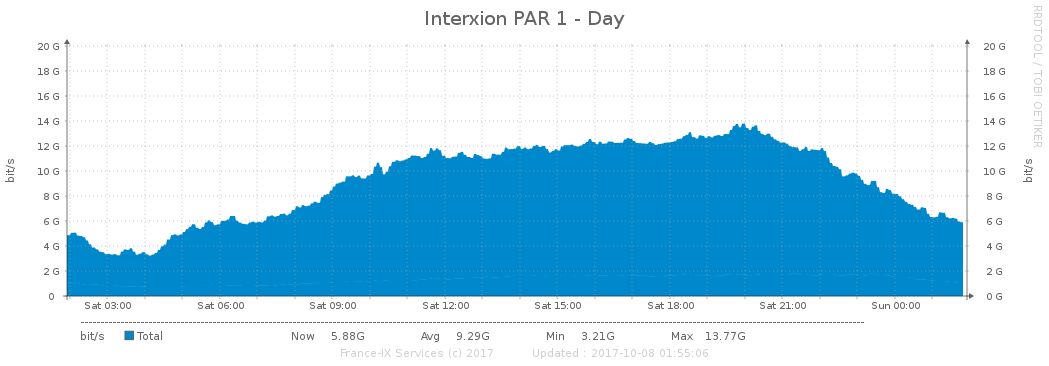 Interxion PAR 1 - Day
RRDTOOL / TOBI OETIKER
20 G 20 G
18 G 18 G
16 G 16 G
14 G 14 G
12 G 12 G
10 G 10 G
8 G 8 G
6 G 6 G
4 G 4 G
2 G 2 G
0 0 G
bit/s
bit/s
Sat 03:00 Sat 06:00 Sat 09:00 Sat 12:00 Sat 15:00 Sat 18:00 Sat 21:00 Sun 00:00
bit/s Total Now 5.88G Avg 9.29G Min 3.21G Max 13.77G
France-IX Services (c) 2017 Updated : 2017-10-08 01:55:06